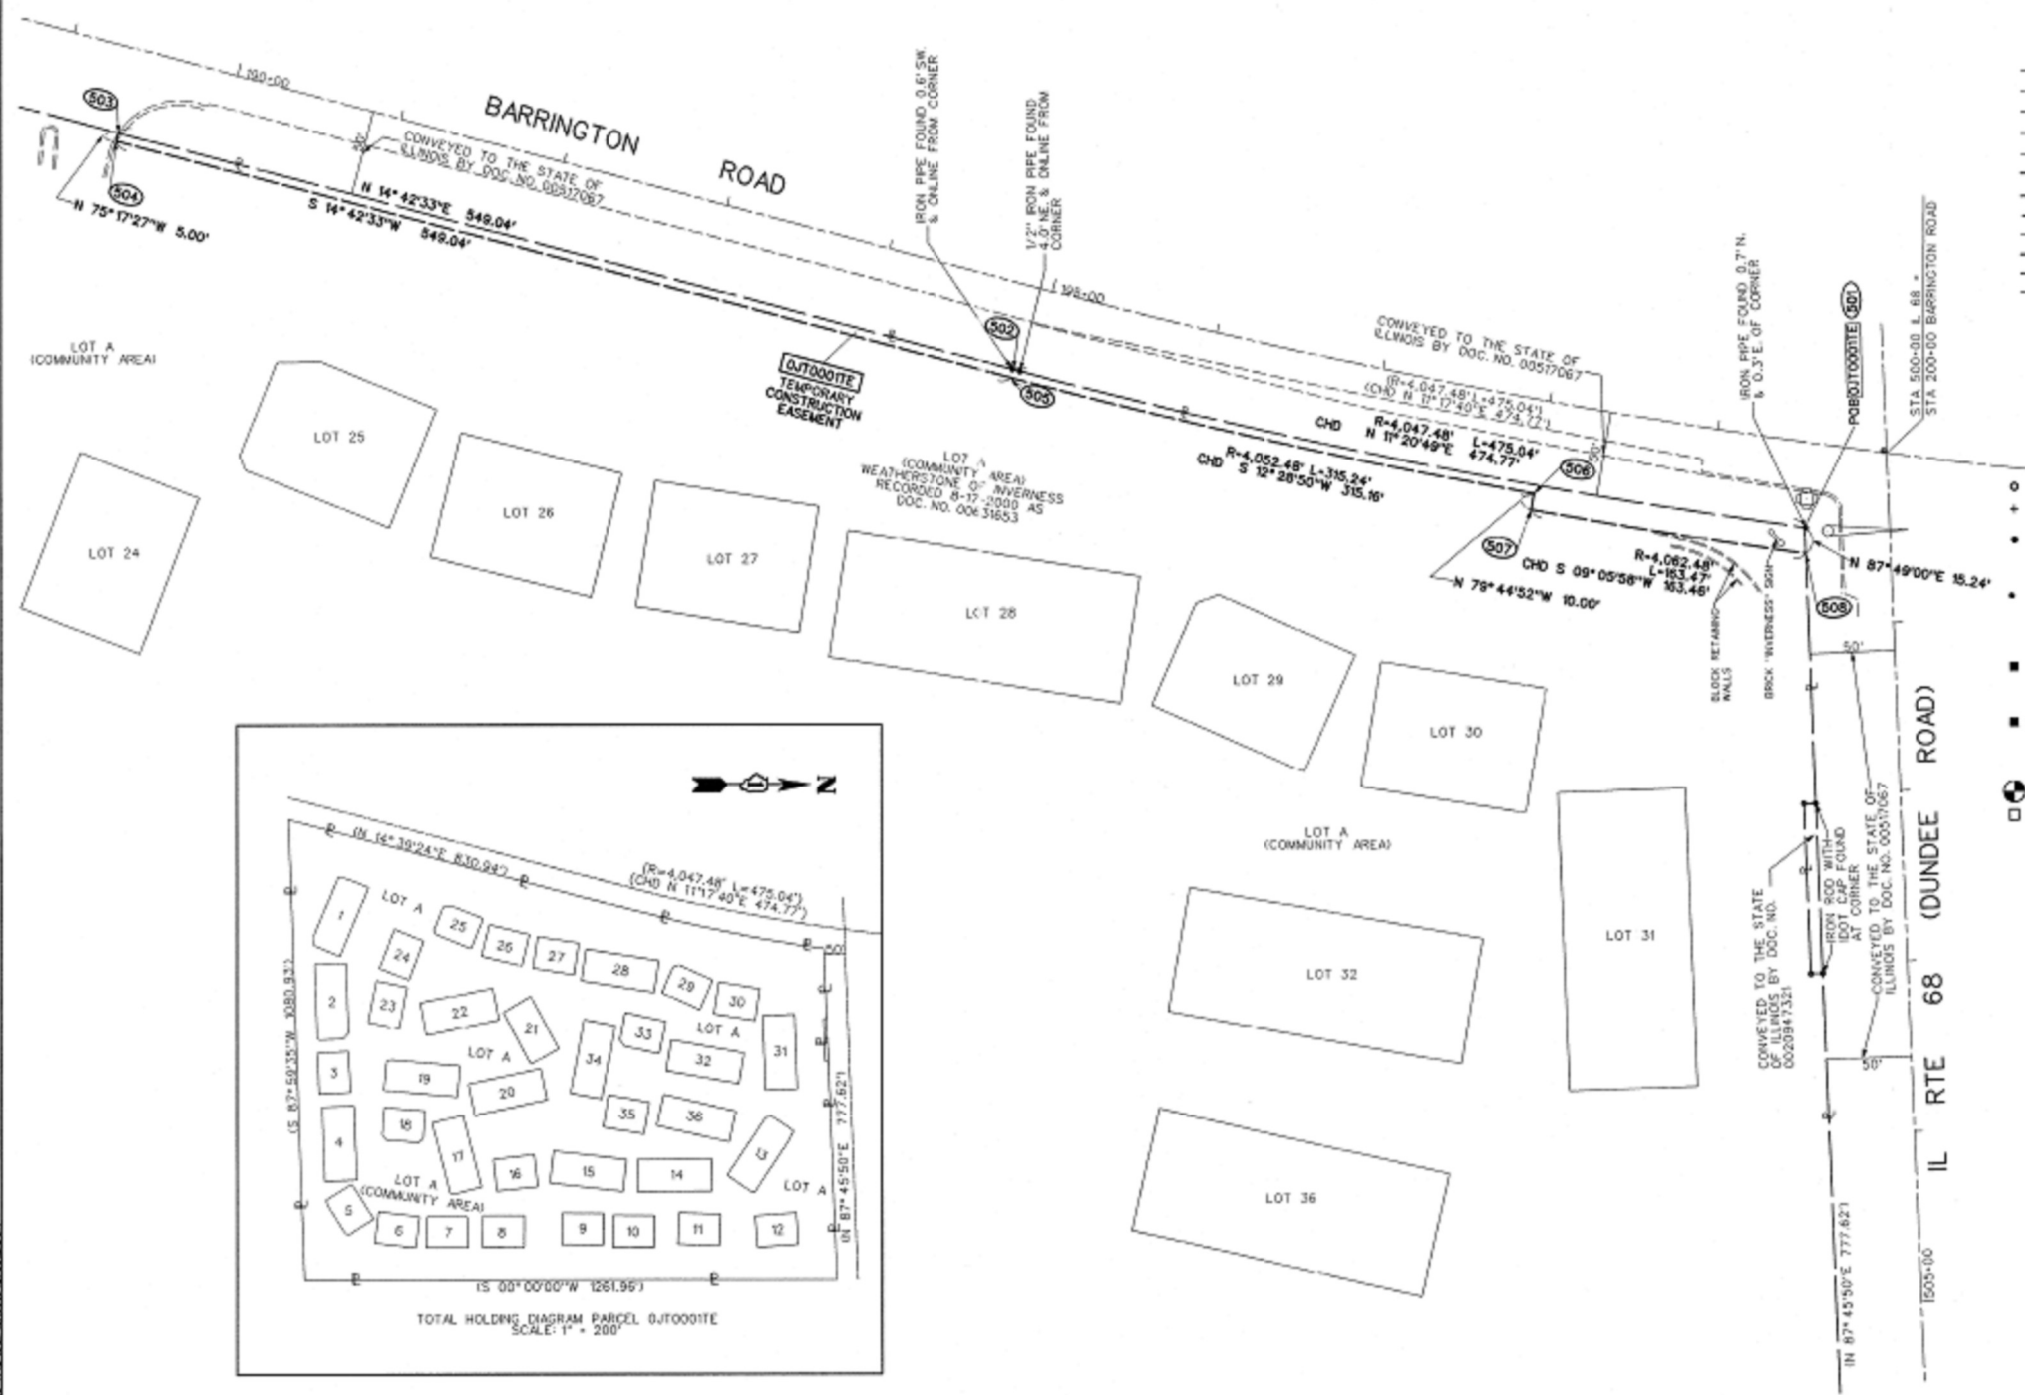 190+00
503
BARRINGTON
ROAD
CONVEYED TO THE STATE OF
ILLINOIS BY DOC. NO. 00517067
50'
N 14° 42'33"E 549.04'
S 14° 42'33"W 549.04'
504
N 75° 17'27"W 5.00'
IRON PIPE FOUND 0.6' SW.
& ONLINE FROM CORNER
1/2" IRON PIPE FOUND
4.0' NE. & ONLINE FROM
CORNER
195+00
502
505
0JT0001TE
TEMPORARY
CONSTRUCTION
EASEMENT
CONVEYED TO THE STATE OF
ILLINOIS BY DOC. NO. 00517067
(R=4,047.48' L=475.04')
(CHD N 11° 17'40"E 474.77')
R=4,047.48' L=475.04'
CHD N 11° 20'49"E 474.77'
R=4,052.48' L=315.24'
CHD S 12° 28'50"W 315.16'
50'
506
507
N 79° 44'52"W 10.00'
R=4,062.48'
L=163.47'
CHD S 09° 05'58"W 163.46'
IRON PIPE FOUND 0.7' N.
& 0.3' E. OF CORNER
POB 0JT0001TE 501
STA 500+00 IL 68 =
STA 200+00 BARRINGTON ROAD
N 87° 49'00"E 15.24'
508
BLOCK RETAINING
WALLS
BRICK "INVERNESS" SIGN
50'
LOT A
(COMMUNITY AREA)
LOT A
(COMMUNITY AREA)
WEATHERSTONE OF INVERNESS
RECORDED 8-17-2000 AS
DOC. NO. 00631653
LOT 24
LOT 25
LOT 26
LOT 27
LOT 28
LOT 29
LOT 30
LOT A
(COMMUNITY AREA)
LOT 31
LOT 32
LOT 36
CONVEYED TO THE STATE
OF ILLINOIS BY DOC. NO.
0020947321
IRON ROD WITH
IDOT CAP FOUND
AT CORNER
CONVEYED TO THE STATE OF
ILLINOIS BY DOC. NO. 00517067
50'
IL RTE 68 (DUNDEE ROAD)
(N 87° 45'50"E 777.62')
505+00
N
(N 14° 39'24"E 830.94')
(R=4,047.48' L=475.04')
(CHD N 11°17'40"E 474.77')
50'
(S 87° 59'35"W 1080.93')
LOT A
1
25
26
27
28
29
30
24
2
23
22
21
33
LOT A
31
34
32
LOT A
3
19
20
35
36
18
4
17
13
16
15
14
LOT A
LOT A
(COMMUNITY AREA)
5
6
7
8
9
10
11
12
(N 87° 45'50"E 777.62')
(S 00° 00'00"W 1261.96')
TOTAL HOLDING DIAGRAM PARCEL 0JT0001TE
SCALE: 1" = 200'